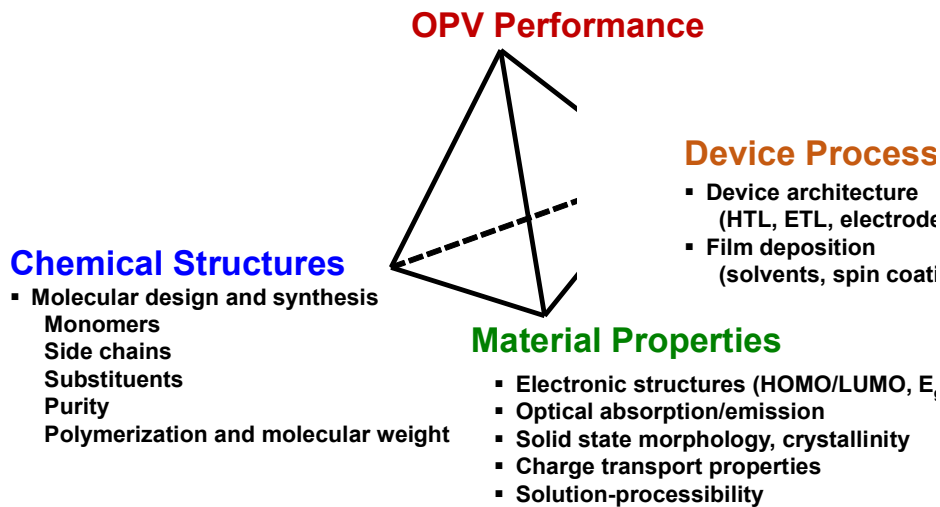 OPV Performance
Device Process
▪ Device architecture
(HTL, ETL, electrode
▪ Film deposition
(solvents, spin coati
Chemical Structures
▪ Molecular design and synthesis
Monomers
Side chains
Substituents
Purity
Polymerization and molecular weight
Material Properties
▪ Electronic structures (HOMO/LUMO, E
▪ Optical absorption/emission
▪ Solid state morphology, crystallinity
▪ Charge transport properties
▪ Solution-processibility